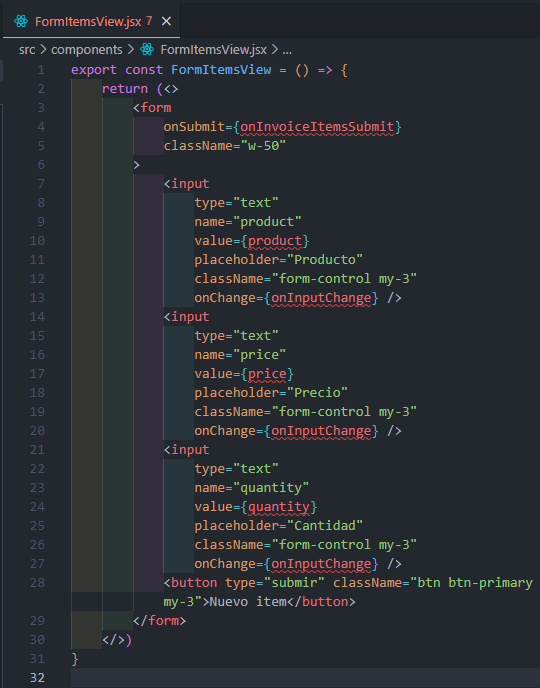 FormItemsView.jsx 7 ×
src > components > FormItemsView.jsx > ...
1 export const FormItemsView = () => {
2 return (<>
3 <form
4 onSubmit={onInvoiceItemsSubmit}
5 className="w-50"
6 >
7 <input
8 type="text"
9 name="product"
10 value={product}
11 placeholder="Producto"
12 className="form-control my-3"
13 onChange={onInputChange} />
14 <input
15 type="text"
16 name="price"
17 value={price}
18 placeholder="Precio"
19 className="form-control my-3"
20 onChange={onInputChange} />
21 <input
22 type="text"
23 name="quantity"
24 value={quantity}
25 placeholder="Cantidad"
26 className="form-control my-3"
27 onChange={onInputChange} />
28 <button type="submir" className="btn btn-primary
my-3">Nuevo item</button>
29 </form>
30 </>)
31 }
32